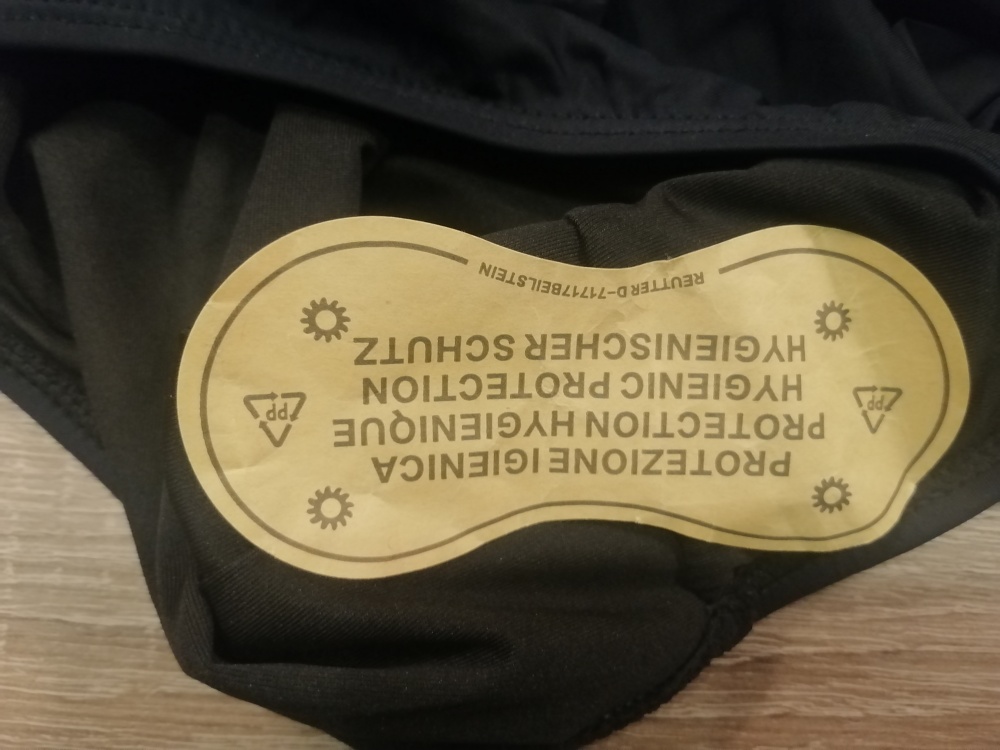 PROTEZIONE IGIENICA
PROTECTION HYGIENIQUE
HYGIENIC PROTECTION
HYGIENISCHER SCHUTZ
REUTTER D-71717BEILSTEIN
PP
PP